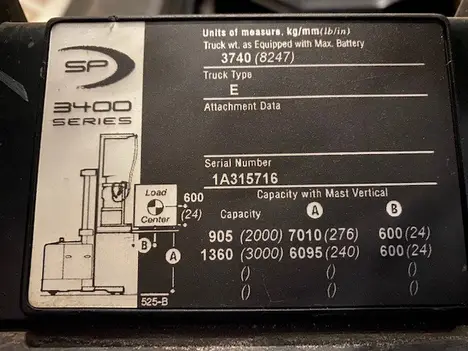 SP
3400
SERIES
Units of measure, kg/mm(lb/in)
Truck wt. as Equipped with Max. Battery
3740 (8247)
Truck Type
E
Attachment Data
Serial Number
1A315716
Capacity with Mast Vertical
Load
Center
600
(24)
B
A
525-B
Capacity A B
905 (2000) 7010 (276) 600 (24)
1360 (3000) 6095 (240) 600 (24)
() () ()
() () ()